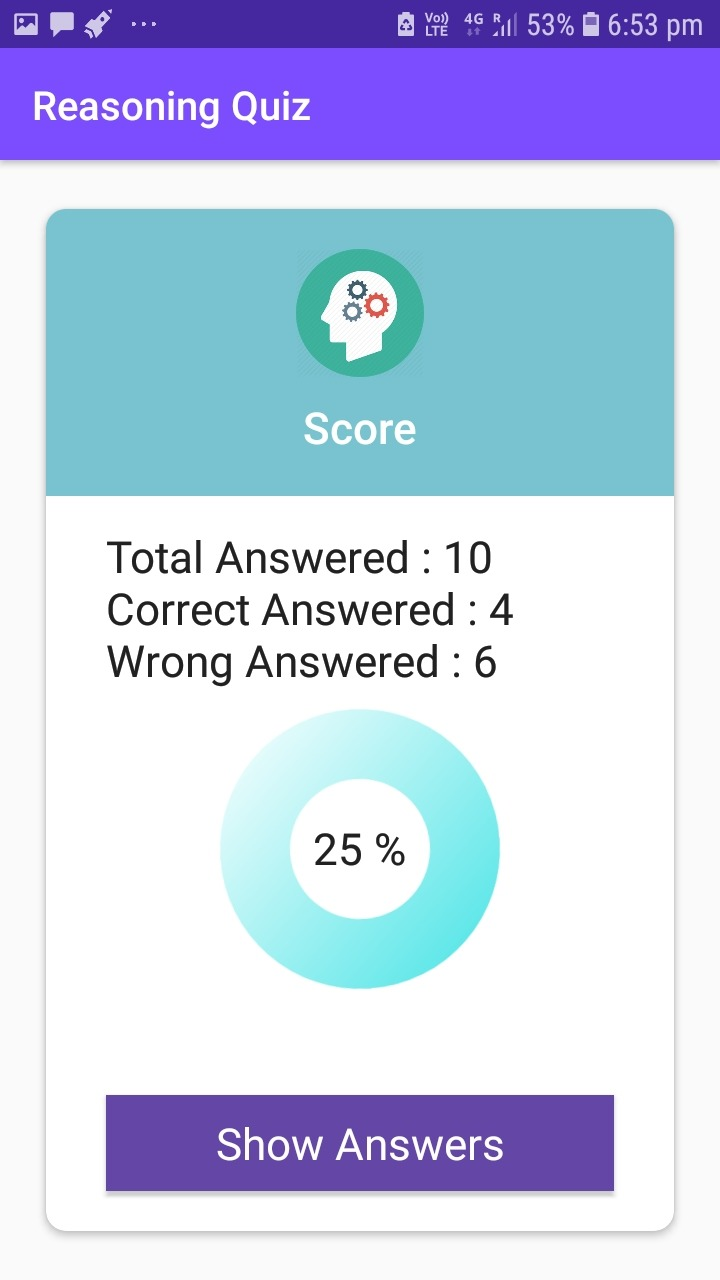 Vo)) LTE 4G R 53% 6:53 pm
Reasoning Quiz
Score
Total Answered : 10
Correct Answered : 4
Wrong Answered : 6
25 %
Show Answers